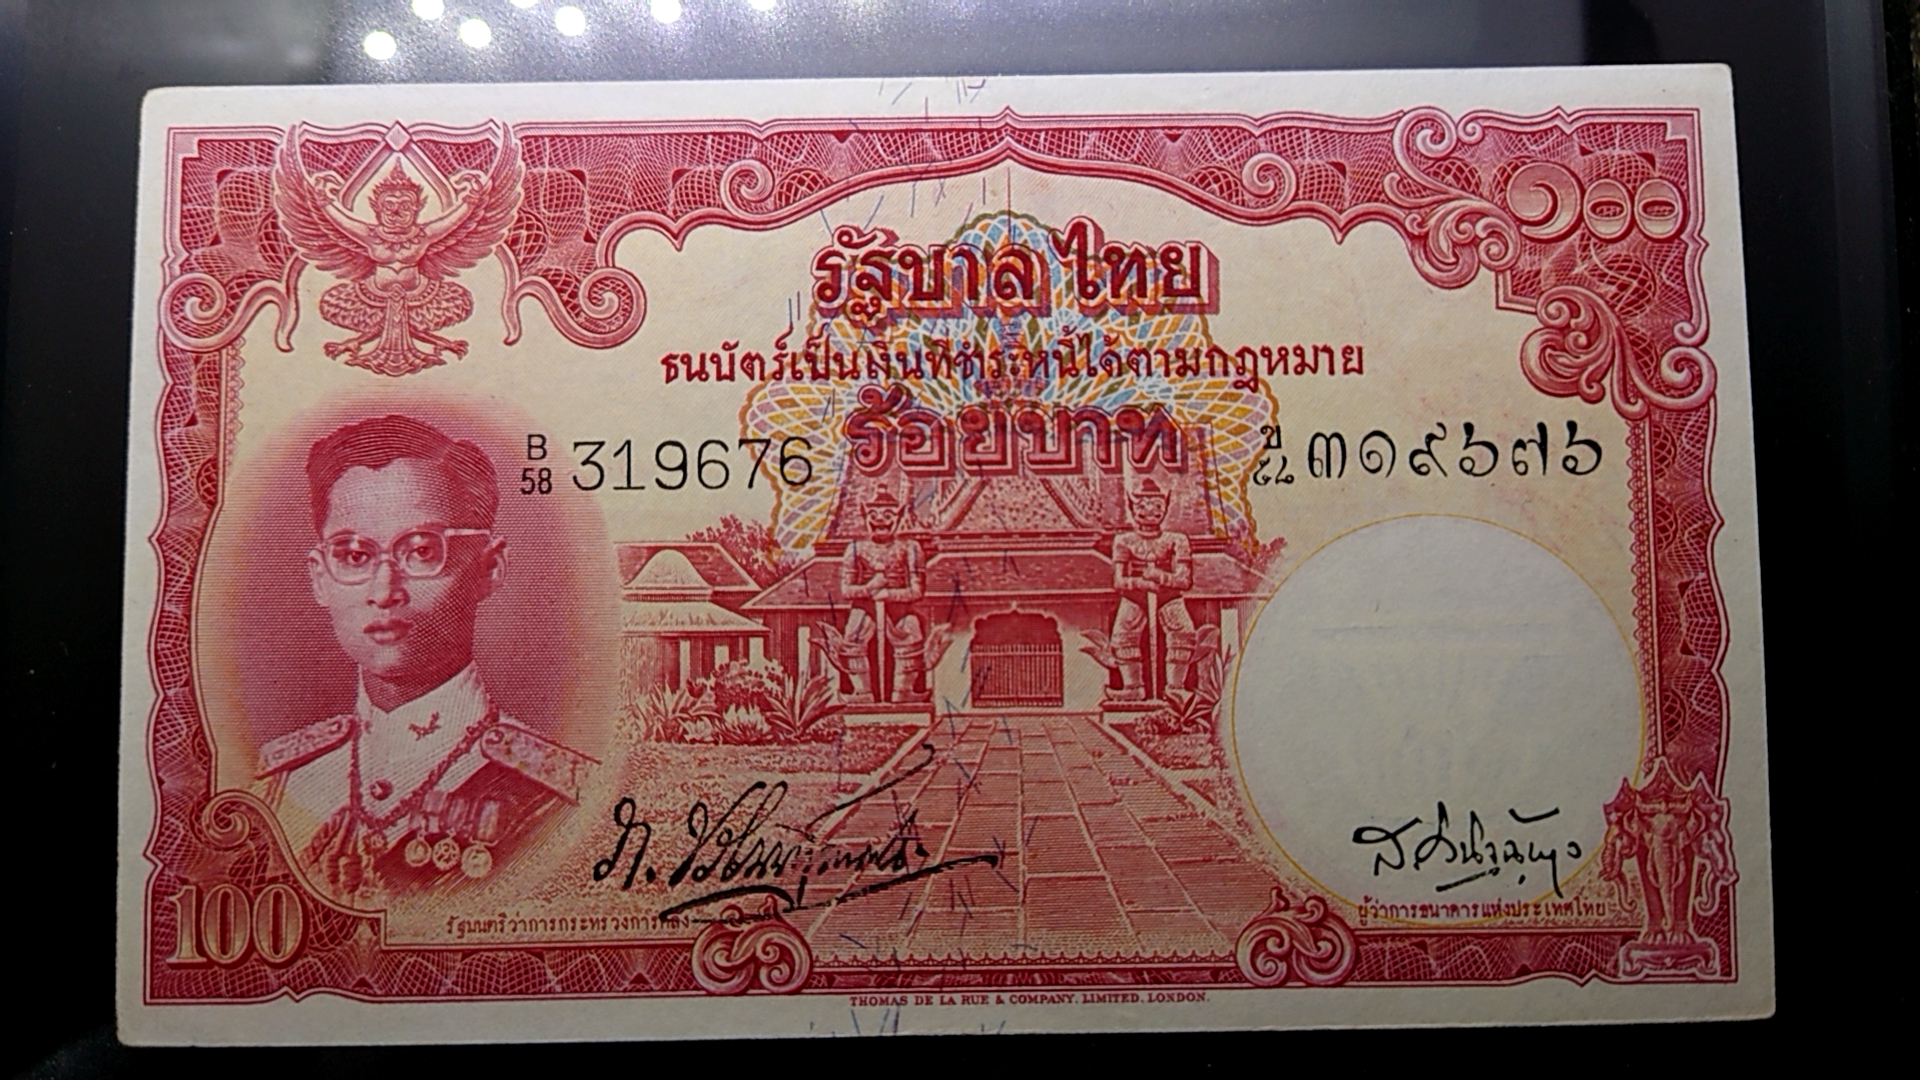 ๑๐๐
รัฐบาลไทย
ธนบัตร์เป็นเงินที่ชำระหนี้ได้ตามกฎหมาย
ร้อยบาท
B
58 319676
ข
๕๘ ๓๑๙๖๗๖
รัฐมนตรีว่าการกระทรวงการคลัง
ผู้ว่าการธนาคารแห่งประเทศไทย
100
THOMAS DE LA RUE & COMPANY, LIMITED, LONDON.